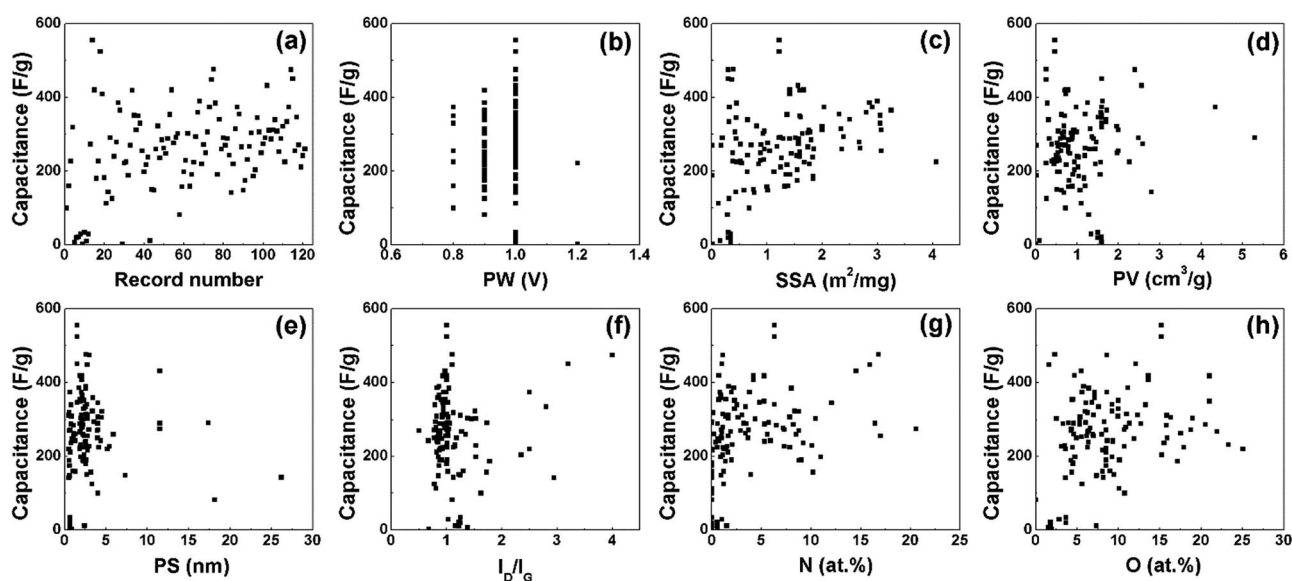 600
(a)
Capacitance (F/g)
400
200
0
0 20 40 60 80 100 120
Record number
600
(b)
Capacitance (F/g)
400
200
0
0.6 0.8 1.0 1.2 1.4
PW (V)
600
(c)
Capacitance (F/g)
400
200
0
0 1 2 3 4
SSA (m²/mg)
600
(d)
Capacitance (F/g)
400
200
0
0 1 2 3 4 5 6
PV (cm³/g)
600
(e)
Capacitance (F/g)
400
200
0
0 5 10 15 20 25 30
PS (nm)
600
(f)
Capacitance (F/g)
400
200
0
0 1 2 3 4
I_D/I_G
600
(g)
Capacitance (F/g)
400
200
0
0 5 10 15 20 25
N (at.%)
600
(h)
Capacitance (F/g)
400
200
0
0 5 10 15 20 25 30
O (at.%)